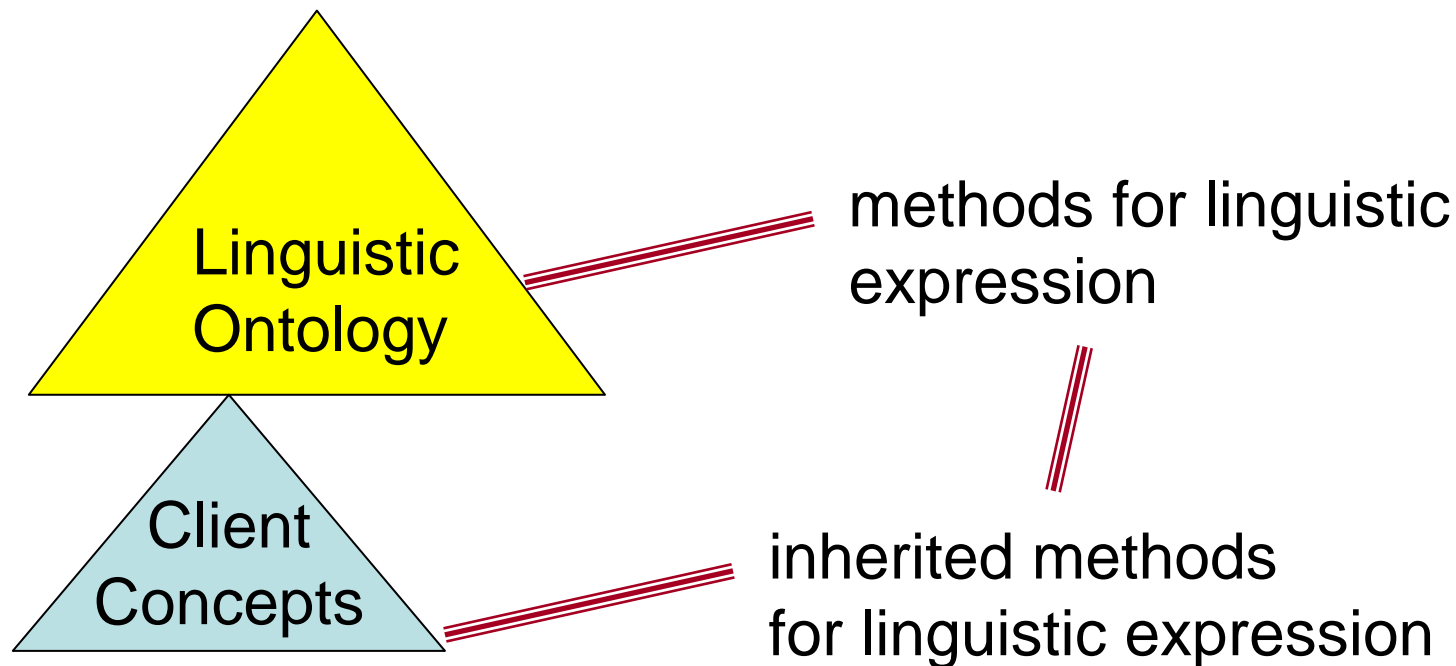 Linguistic
Ontology
methods for linguistic
expression
Client
Concepts
inherited methods
for linguistic expression